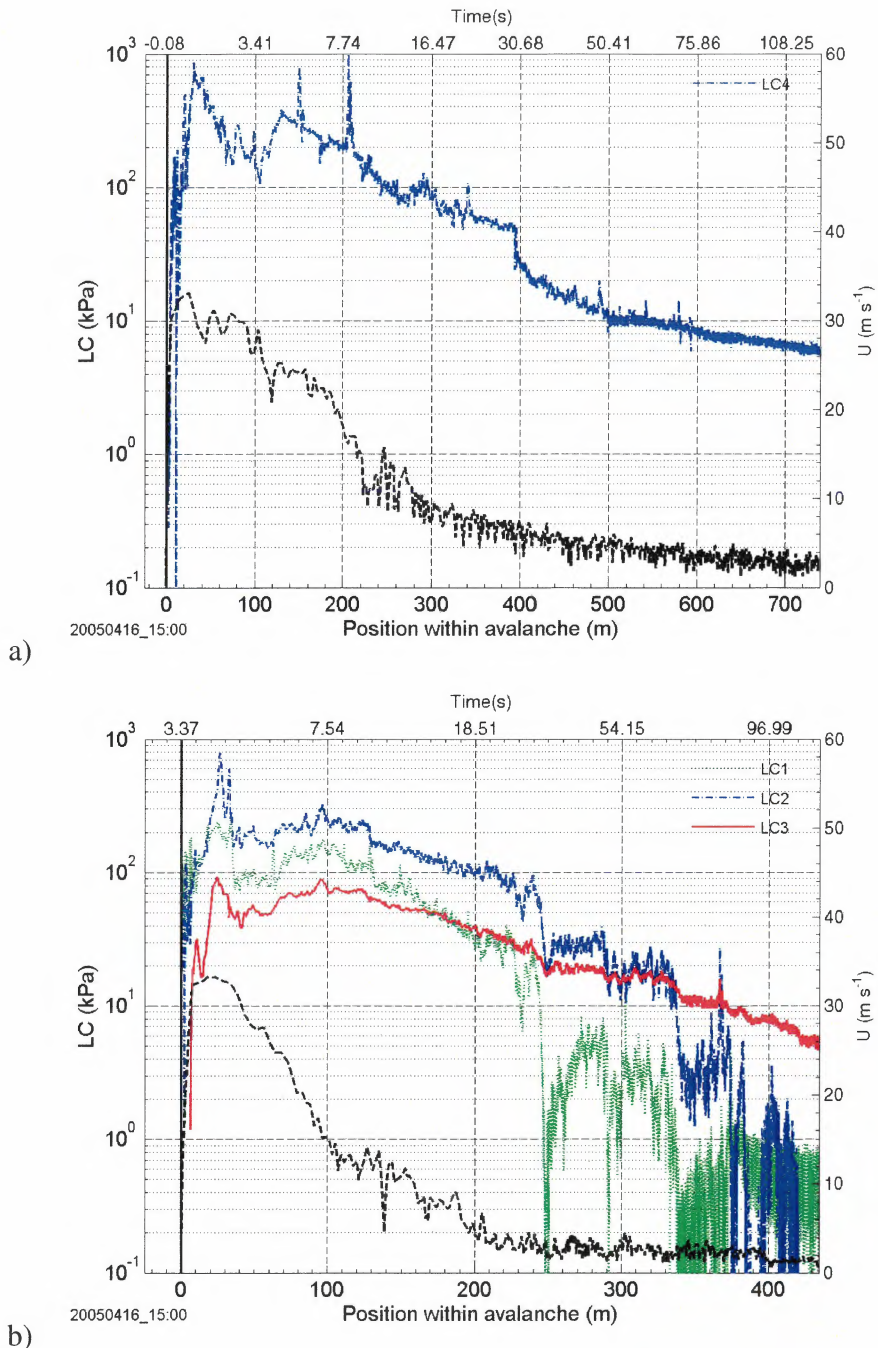 Time(s)
-0.08 3.41 7.74 16.47 30.68 50.41 75.86 108.25
10³ 60
LC4
50
10² 40
LC (kPa)
10¹ 30
U (m s⁻¹)
20
10⁰
10
10⁻¹ 0
0 100 200 300 400 500 600 700
20050416_15:00 Position within avalanche (m)
a)
Time(s)
3.37 7.54 18.51 54.15 96.99
10³ 60
LC1
LC2
LC3
50
10² 40
LC (kPa)
10¹ 30
U (m s⁻¹)
20
10⁰
10
10⁻¹ 0
0 100 200 300 400
20050416_15:00 Position within avalanche (m)
b)